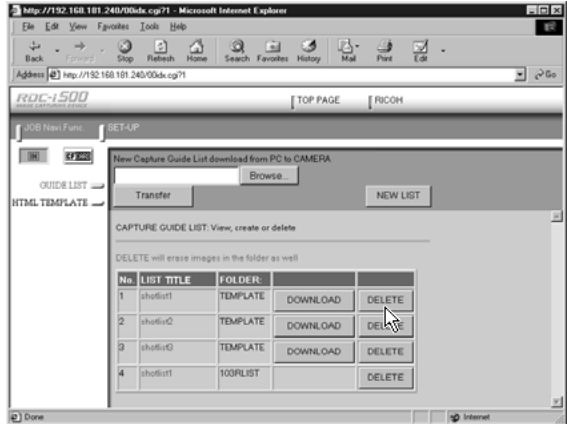 http://192.168.181.240/00idx.cgi?1 - Microsoft Internet Explorer
File Edit View Favorites Tools Help
Back Forward Stop Refresh Home Search Favorites History Mail Print Edit
Address http://192.168.181.240/00idx.cgi?1 Go
RDC-i500
IMAGE CAPTURING DEVICE
TOP PAGE RICOH
JOB Navi Func. SET-UP
New Capture Guide List download from PC to CAMERA
Browse...
Transfer NEW LIST
GUIDE LIST
HTML TEMPLATE
CAPTURE GUIDE LIST: View, create or delete
DELETE will erase images in the folder as well
No. LIST TITLE FOLDER:
1 shotlist1 TEMPLATE DOWNLOAD DELETE
2 shotlist2 TEMPLATE DOWNLOAD DELETE
3 shotlist3 TEMPLATE DOWNLOAD DELETE
4 shotlist1 103RLIST DELETE
Done Internet